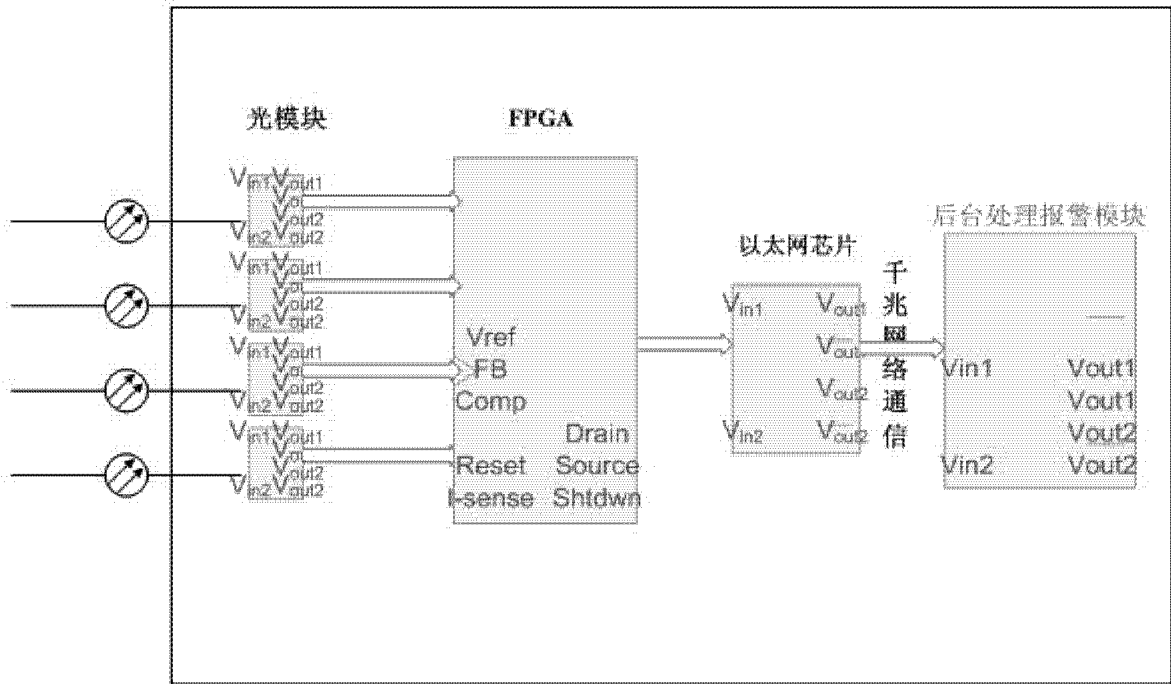 光模块
FPGA
Vin1 Vout1
Vout2
Vin2 Vout2
Vin1 Vout1
Vout2
Vin2 Vout2
Vin1 Vout1
Vout2
Vin2 Vout2
Vin1 Vout1
Vout2
Vin2 Vout2
Vref
FB
Comp
Drain
Reset Source
I-sense Shtdwn
以太网芯片
Vin1 Vout1
Vout
Vout2
Vin2 Vout2
千兆网络通信
后台处理报警模块
Vin1 Vout1
Vout1
Vout2
Vin2 Vout2